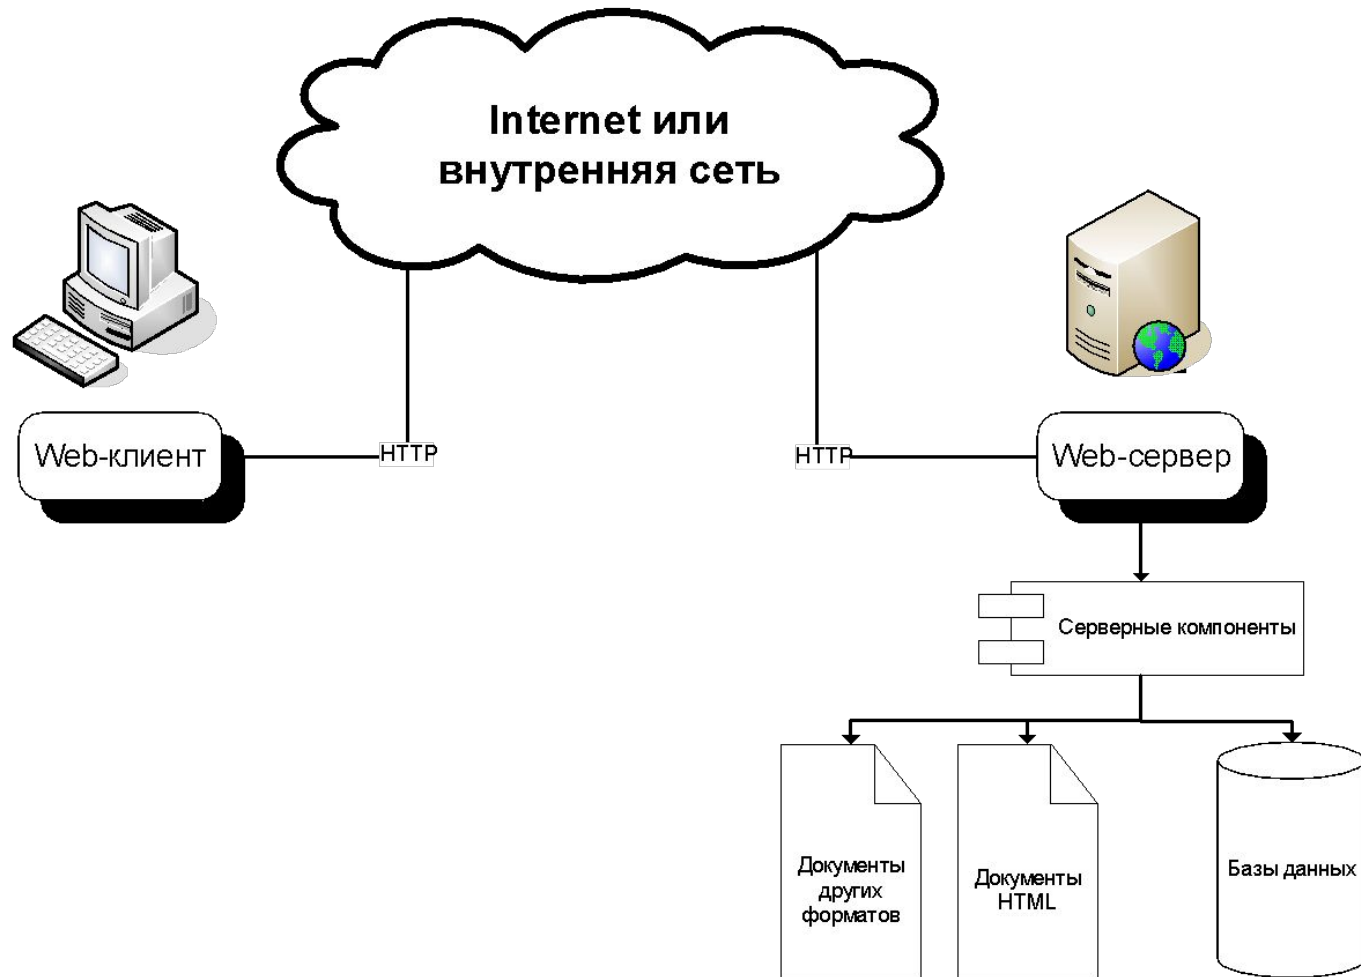 Internet или
внутренняя сеть
Web-клиент
HTTP
HTTP
Web-сервер
Серверные компоненты
Документы
других
форматов
Документы
HTML
Базы данных